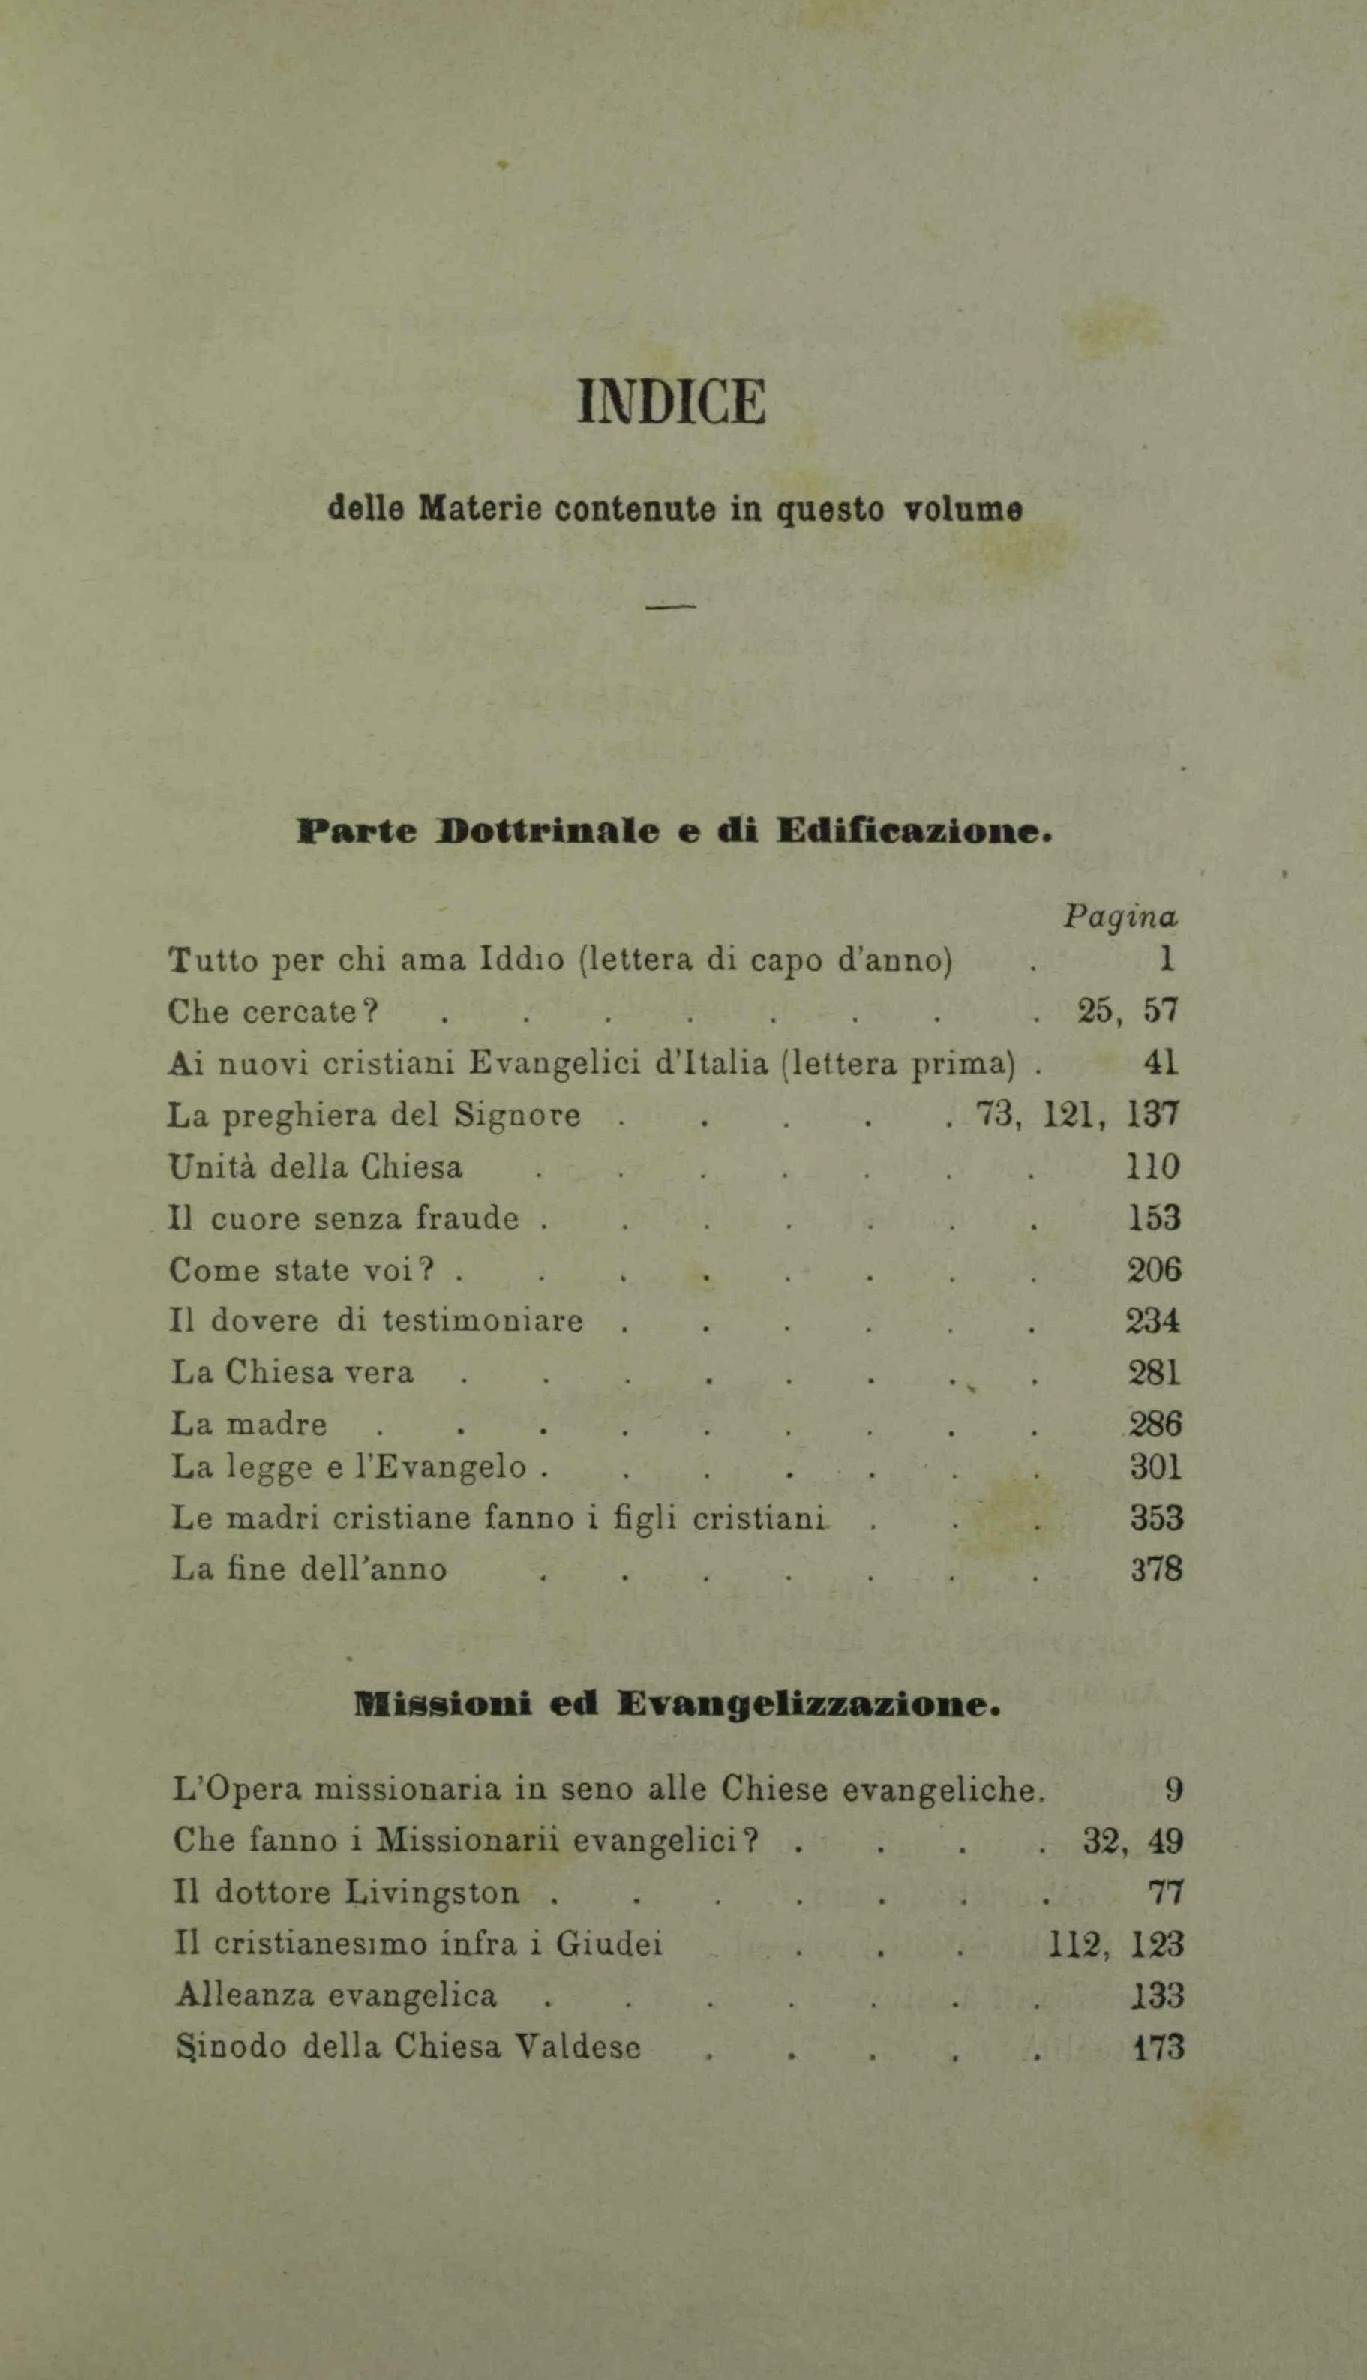 INDICE
delle Materie contenute in questo volume
Parte Dottrinale e di Edificazione.
Pagina
Tutto per chi ama Iddio (lettera di capo d'anno) . 1
Che cercate? . . . . . . . . 25, 57
Ai nuovi cristiani Evangelici d'Italia (lettera prima) . 41
La preghiera del Signore . . . . . 73, 121, 137
Unità della Chiesa . . . . . . . 110
Il cuore senza fraude . . . . . . . 153
Come state voi? . . . . . . . . 206
Il dovere di testimoniare . . . . . . 234
La Chiesa vera . . . . . . . . 281
La madre . . . . . . . . . 286
La legge e l'Evangelo . . . . . . . 301
Le madri cristiane fanno i figli cristiani . . . 353
La fine dell'anno . . . . . . . 378
Missioni ed Evangelizzazione.
L'Opera missionaria in seno alle Chiese evangeliche. 9
Che fanno i Missionarii evangelici? . . . . 32, 49
Il dottore Livingston . . . . . . . 77
Il cristianesimo infra i Giudei . . . 112, 123
Alleanza evangelica . . . . . . . 133
Sinodo della Chiesa Valdese . . . . . 173